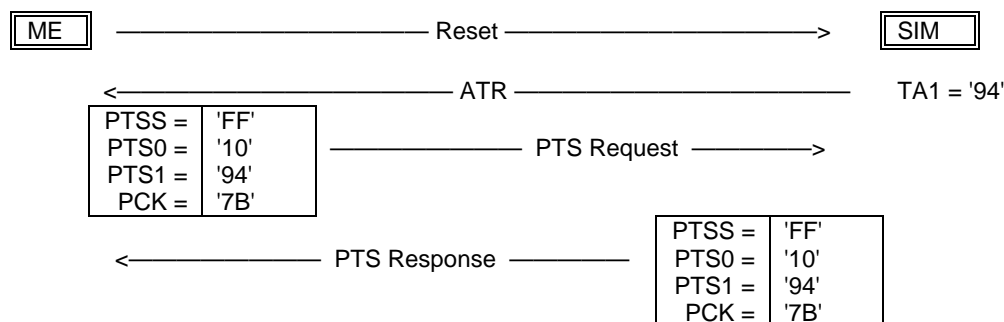 ME Reset SIM
ATR TA1 = '94'
PTSS = 'FF'
PTS0 = '10' PTS Request
PTS1 = '94'
PCK = '7B'
PTSS = 'FF'
PTS Response PTS0 = '10'
PTS1 = '94'
PCK = '7B'